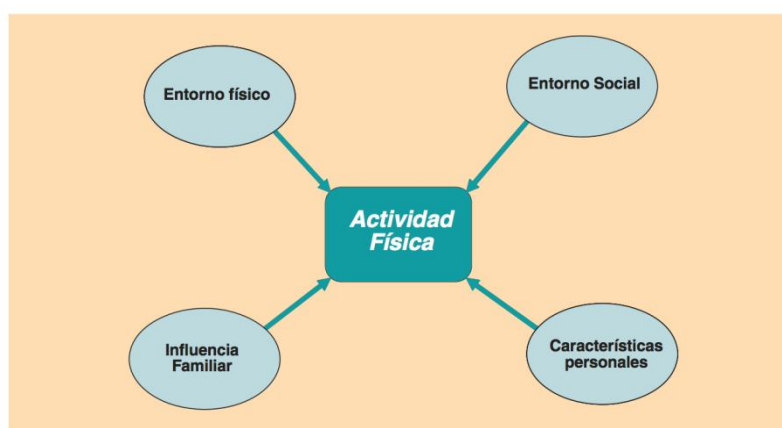 Entorno físico
Entorno Social
Actividad
Física
Influencia
Familiar
Características
personales